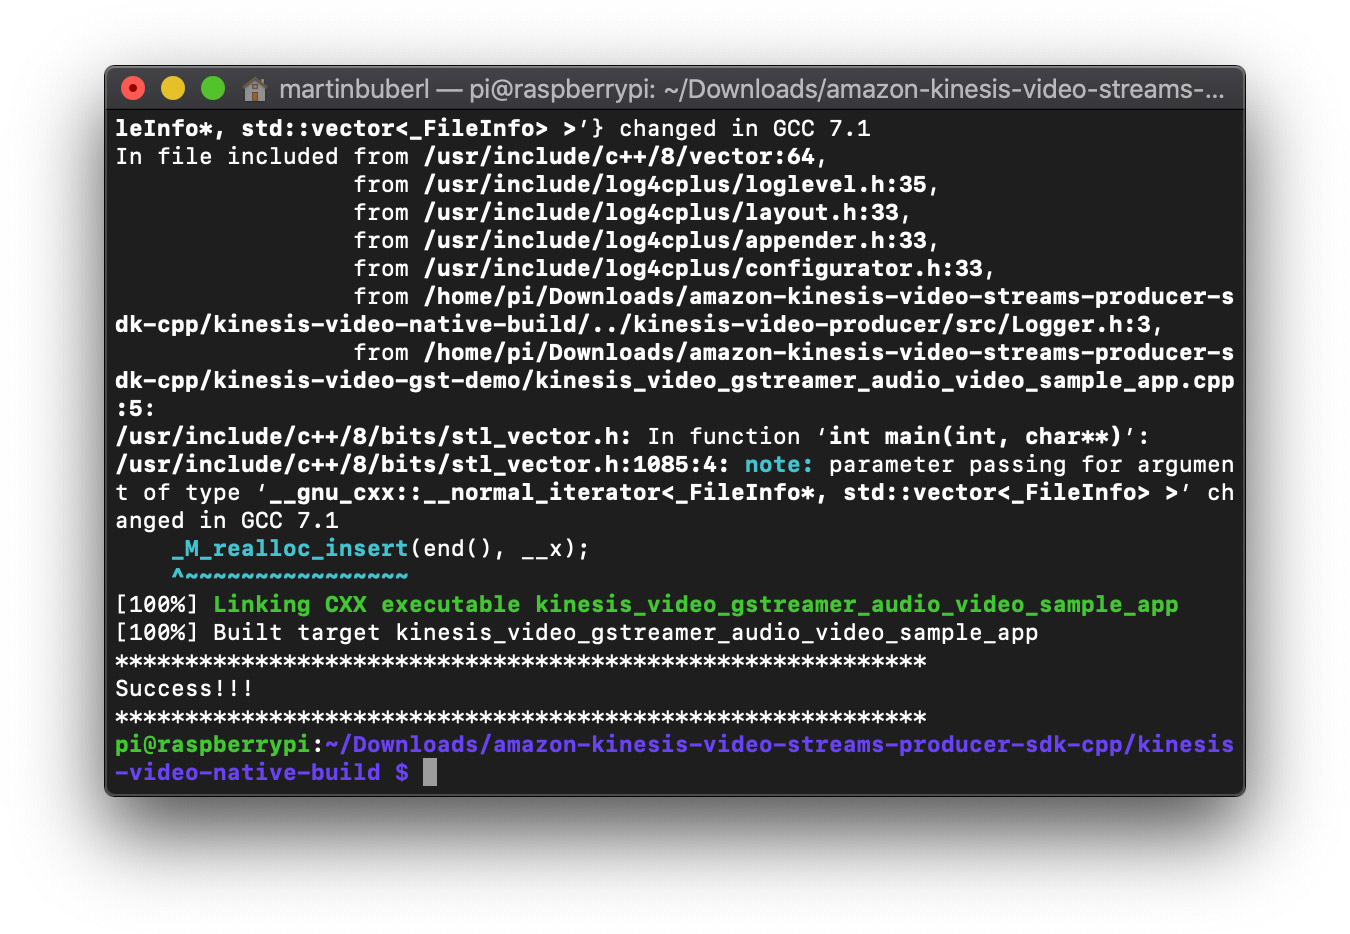 martinbuberl — pi@raspberrypi: ~/Downloads/amazon-kinesis-video-streams-...
leInfo*, std::vector<_FileInfo> >’} changed in GCC 7.1
In file included from /usr/include/c++/8/vector:64,
from /usr/include/log4cplus/loglevel.h:35,
from /usr/include/log4cplus/layout.h:33,
from /usr/include/log4cplus/appender.h:33,
from /usr/include/log4cplus/configurator.h:33,
from /home/pi/Downloads/amazon-kinesis-video-streams-producer-s
dk-cpp/kinesis-video-native-build/../kinesis-video-producer/src/Logger.h:3,
from /home/pi/Downloads/amazon-kinesis-video-streams-producer-s
dk-cpp/kinesis-video-gst-demo/kinesis_video_gstreamer_audio_video_sample_app.cpp
:5:
/usr/include/c++/8/bits/stl_vector.h: In function ‘int main(int, char**)’:
/usr/include/c++/8/bits/stl_vector.h:1085:4: note: parameter passing for argumen
t of type ‘__gnu_cxx::__normal_iterator<_FileInfo*, std::vector<_FileInfo> >’ ch
anged in GCC 7.1
_M_realloc_insert(end(), __x);
^~~~~~~~~~~~~~~~~
[100%] Linking CXX executable kinesis_video_gstreamer_audio_video_sample_app
[100%] Built target kinesis_video_gstreamer_audio_video_sample_app
**********************************************************
Success!!!
**********************************************************
pi@raspberrypi:~/Downloads/amazon-kinesis-video-streams-producer-sdk-cpp/kinesis
-video-native-build $